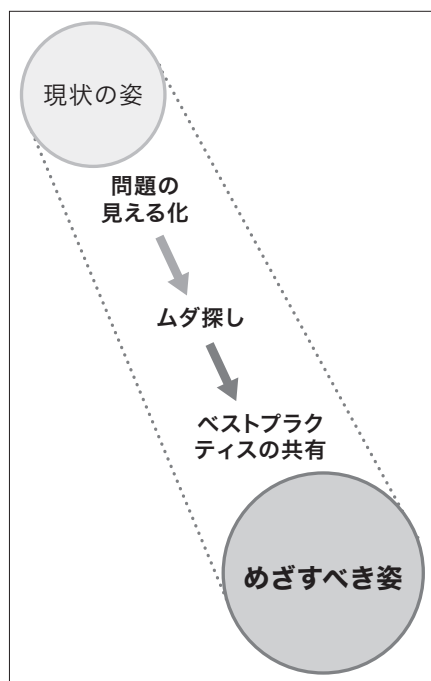 現状の姿
問題の
見える化
ムダ探し
ベストプラク
ティスの共有
めざすべき姿